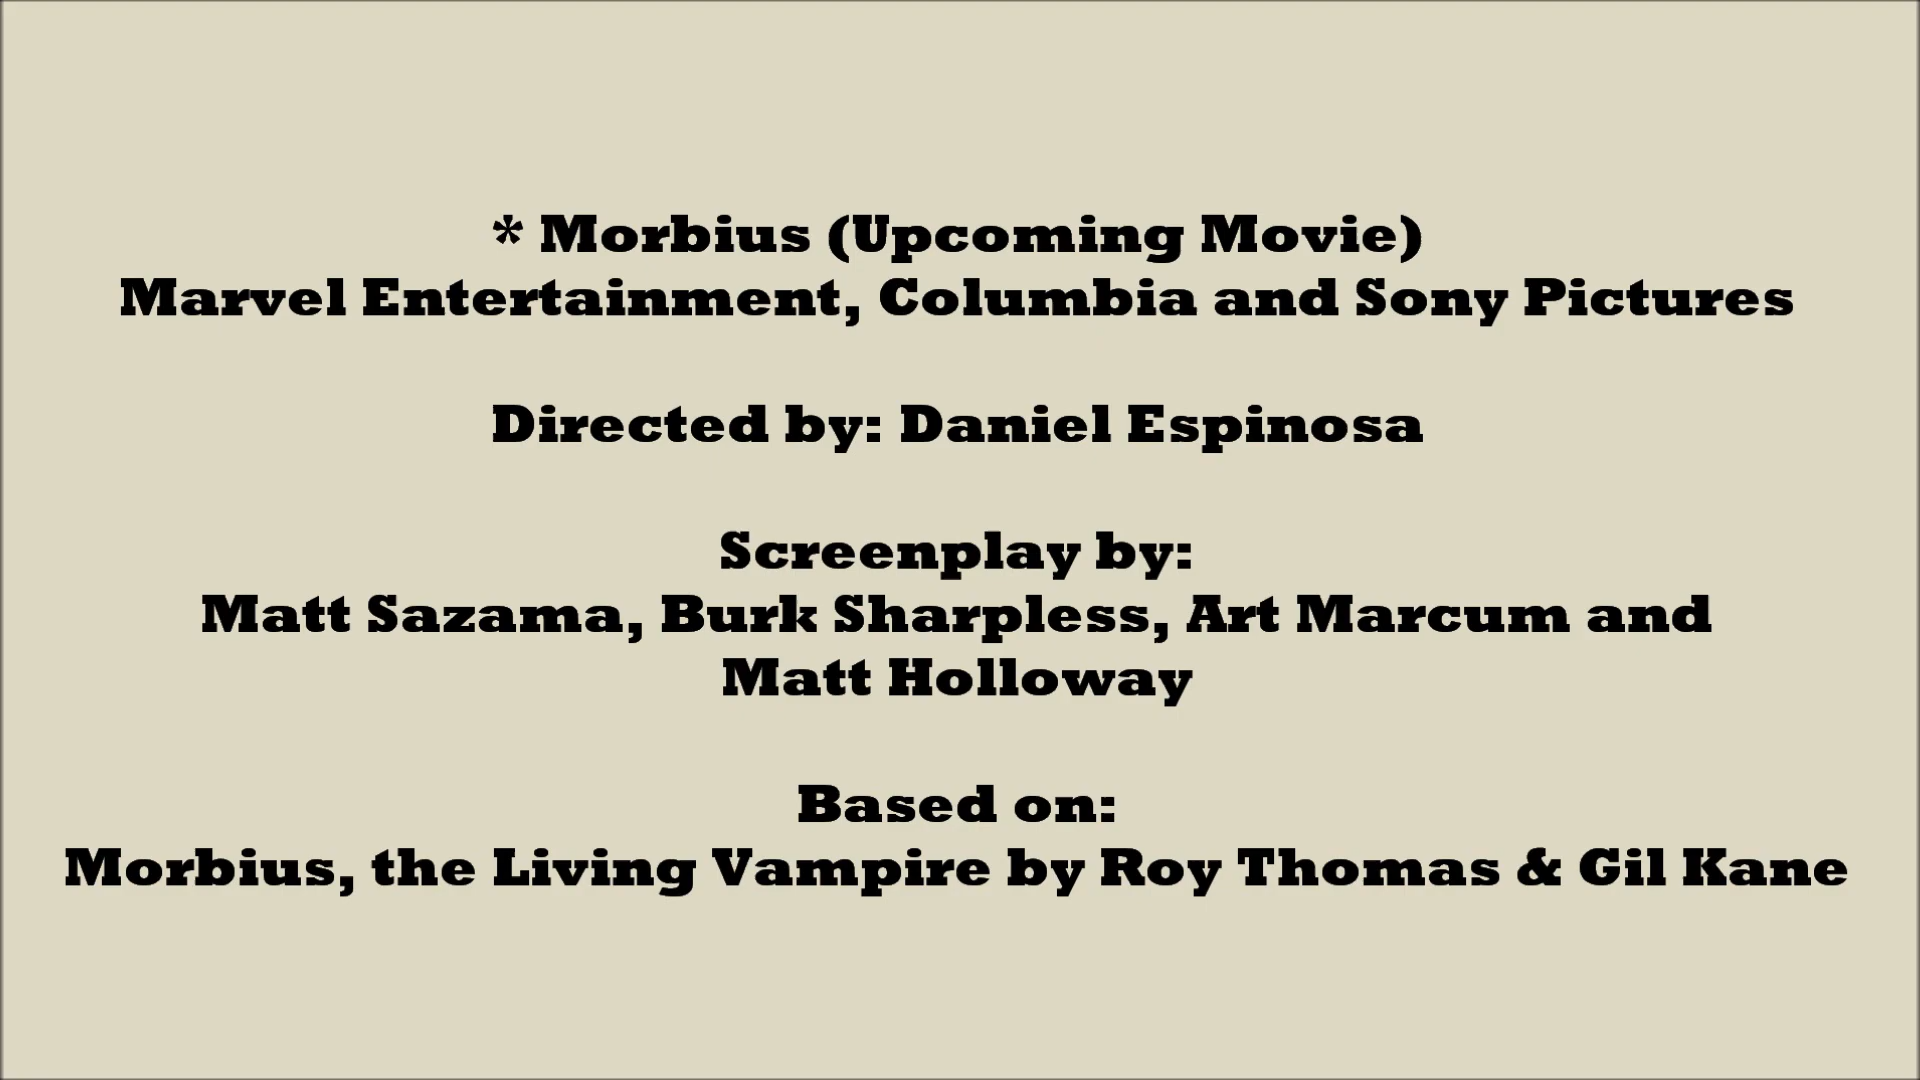 * Morbius (Upcoming Movie)
Marvel Entertainment, Columbia and Sony Pictures
Directed by: Daniel Espinosa
Screenplay by:
Matt Sazama, Burk Sharpless, Art Marcum and
Matt Holloway
Based on:
Morbius, the Living Vampire by Roy Thomas & Gil Kane